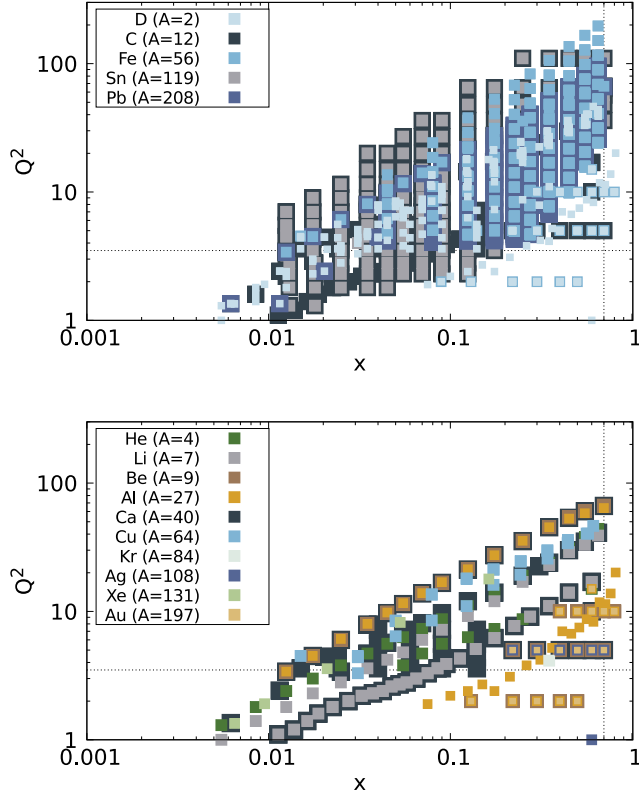 D (A=2)
C (A=12)
Fe (A=56)
Sn (A=119)
Pb (A=208)
100
10
1
Q²
0.001
0.01
0.1
1
x
He (A=4)
Li (A=7)
Be (A=9)
Al (A=27)
Ca (A=40)
Cu (A=64)
Kr (A=84)
Ag (A=108)
Xe (A=131)
Au (A=197)
100
10
1
Q²
0.001
0.01
0.1
1
x